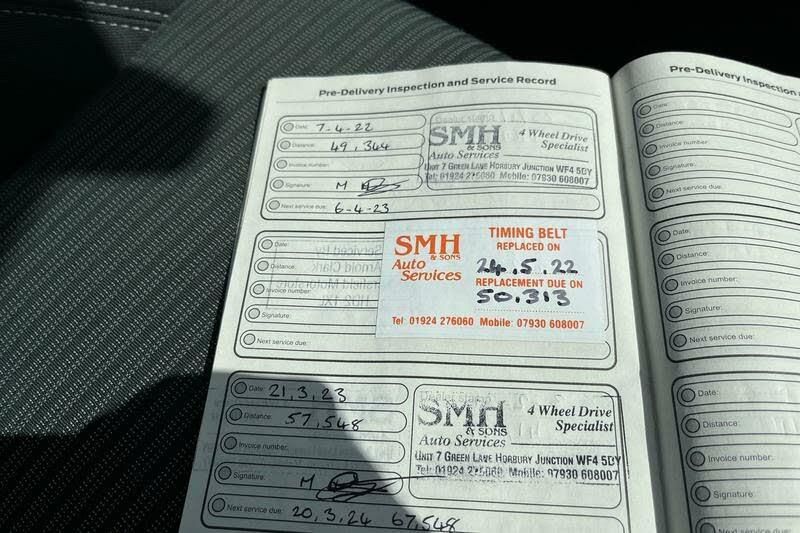 Pre-Delivery Inspection and Service Record
Date: 7-4-22
Distance: 49,344
Invoice number:
Signature: M
Next service due: 6-4-23
SMH
& SONS
Auto Services
4 Wheel Drive
Specialist
UNIT 7 GREEN LANE HORBURY JUNCTION WF4 5DY
Tel: 01924 276060 Mobile: 07930 608007
Date:
Distance:
Invoice number:
Signature:
Next service due:
SMH
& SONS
Auto
Services
TIMING BELT
REPLACED ON
24.5.22
REPLACEMENT DUE ON
50.313
Tel: 01924 276060 Mobile: 07930 608007
Date: 21.3.23
Distance: 57,548
Invoice number:
Signature: M
Next service due: 20.3.24 67,548
SMH
& SONS
Auto Services
4 Wheel Drive
Specialist
UNIT 7 GREEN LANE HORBURY JUNCTION WF4 5DY
Tel: 01924 276060 Mobile: 07930 608007
Pre-Delivery Inspection
Date:
Distance:
Invoice number:
Signature:
Next service due:
Date:
Distance:
Invoice number:
Signature:
Next service due:
Date:
Distance:
Invoice number:
Signature:
Next service due: